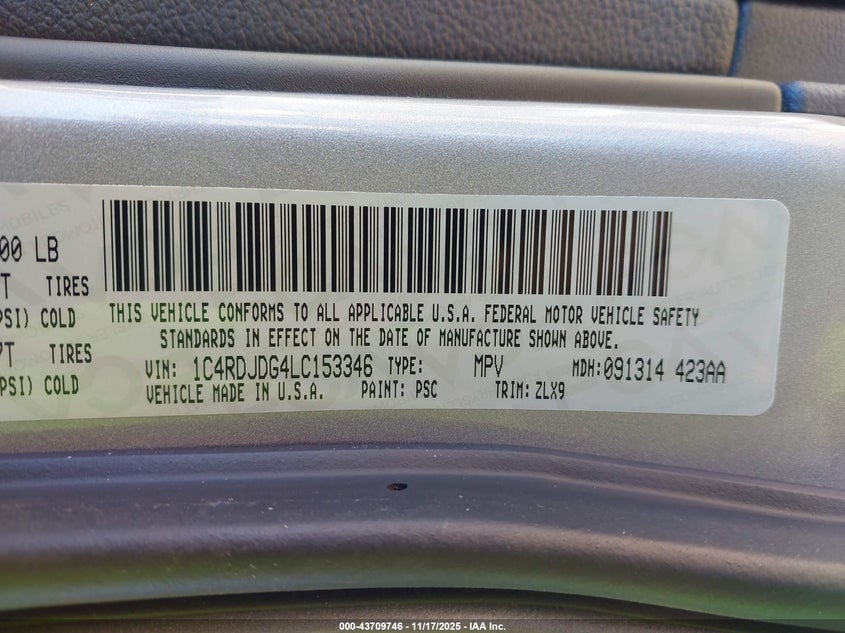 00 LB
T TIRES
PSI) COLD
TIRES
PSI) COLD
THIS VEHICLE CONFORMS TO ALL APPLICABLE U.S.A. FEDERAL MOTOR VEHICLE SAFETY
STANDARDS IN EFFECT ON THE DATE OF MANUFACTURE SHOWN ABOVE.
VIN: 1C4RDJDG4LC153346 TYPE: MPV MDH:091314 423AA
VEHICLE MADE IN U.S.A. PAINT: PSC TRIM: ZLX9
000-43709746 - 11/17/2025 - IAA Inc.